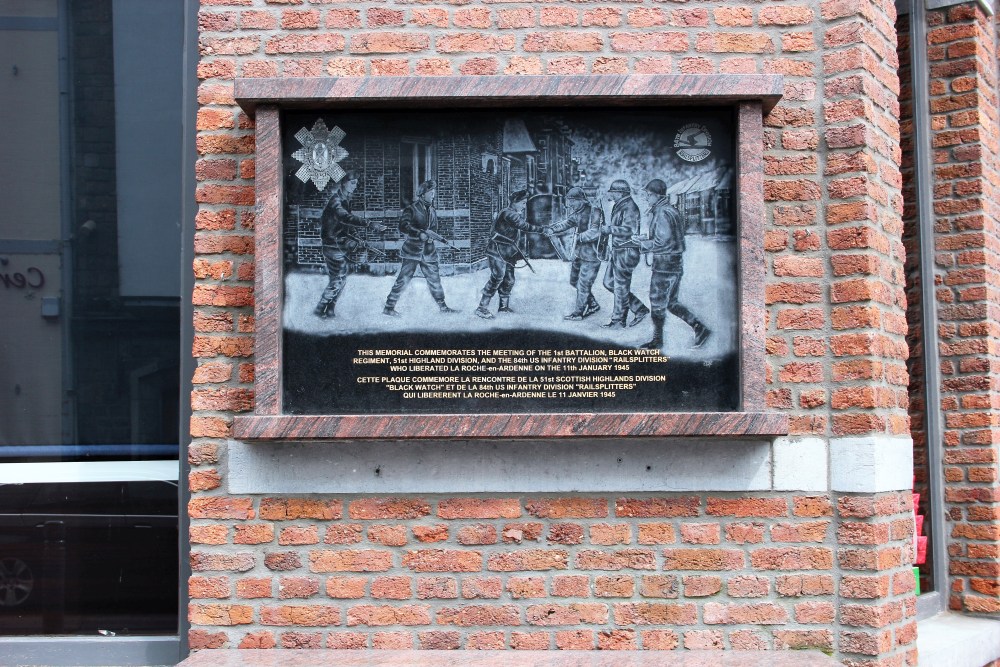 THIS MEMORIAL COMMEMORATES THE MEETING OF THE 1st BATTALION, BLACK WATCH
REGIMENT, 51st HIGHLAND DIVISION, AND THE 84th US INFANTRY DIVISION "RAILSPLITTERS"
WHO LIBERATED LA ROCHE-en-ARDENNE ON THE 11th JANUARY 1945
CETTE PLAQUE COMMEMORE LA RENCONTRE DE LA 51st SCOTTISH HIGHLANDS DIVISION
"BLACK WATCH" ET DE LA 84th US INFANTRY DIVISION "RAILSPLITTERS"
QUI LIBERERENT LA ROCHE-en-ARDENNE LE 11 JANVIER 1945